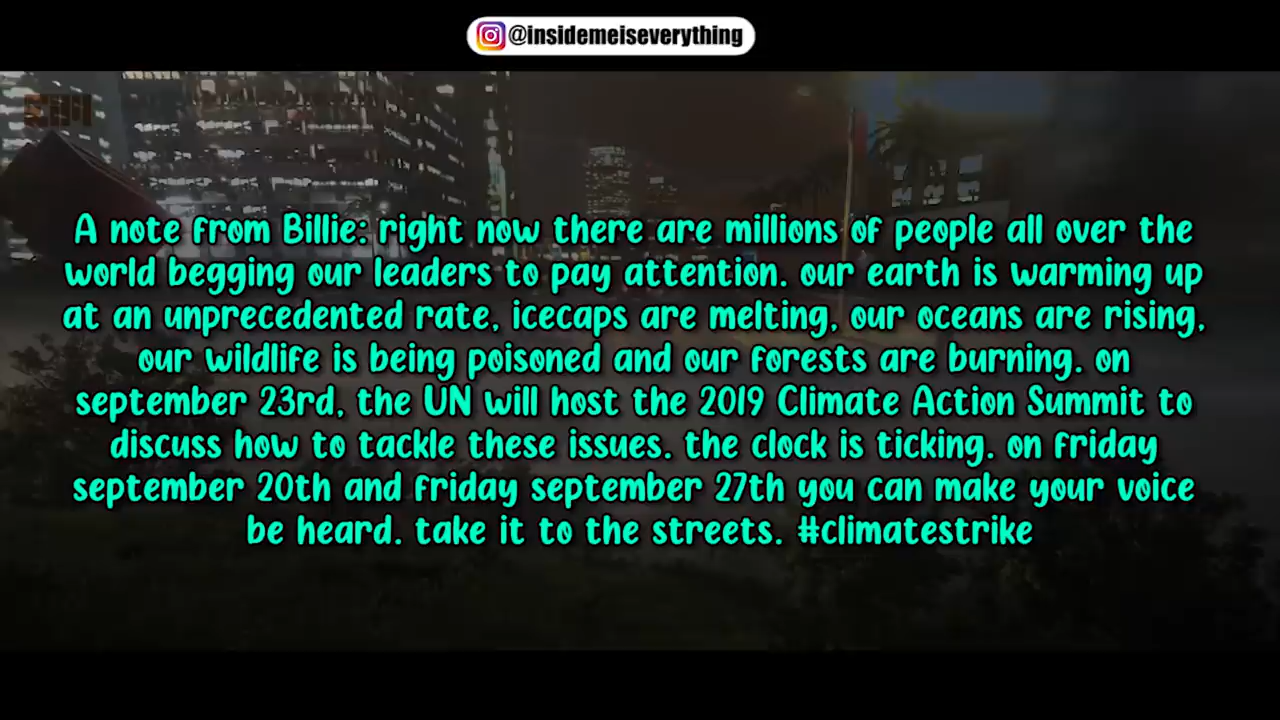 @insidemeiseverything
A note from Billie: right now there are millions of people all over the
world begging our leaders to pay attention. our earth is warming up
at an unprecedented rate, icecaps are melting, our oceans are rising,
our wildlife is being poisoned and our forests are burning. on
september 23rd, the UN will host the 2019 Climate Action Summit to
discuss how to tackle these issues. the clock is ticking. on friday
september 20th and friday september 27th you can make your voice
be heard. take it to the streets. #climatestrike